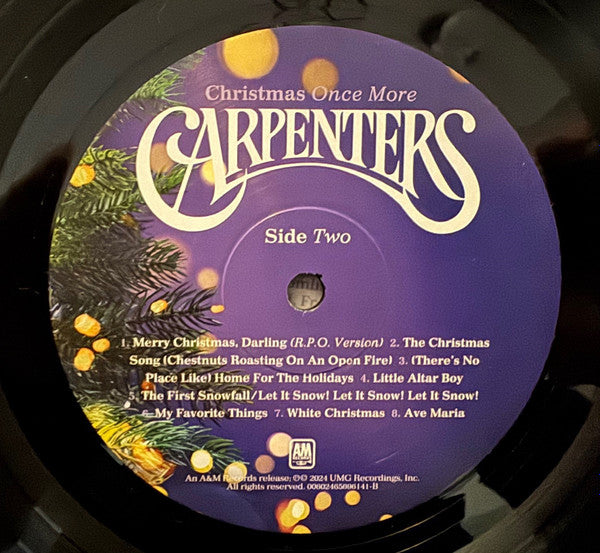 Christmas Once More
CARPENTERS
Side Two
1. Merry Christmas, Darling (R.P.O. Version) 2. The Christmas
Song (Chestnuts Roasting On An Open Fire) 3. (There's No
Place Like) Home For The Holidays 4. Little Altar Boy
5. The First Snowfall/Let It Snow! Let It Snow! Let It Snow!
6. My Favorite Things 7. White Christmas 8. Ave Maria
A&M
RECORDS
An A&M Records release; ℗© 2024 UMG Recordings, Inc.
All rights reserved. 00602465696141-B